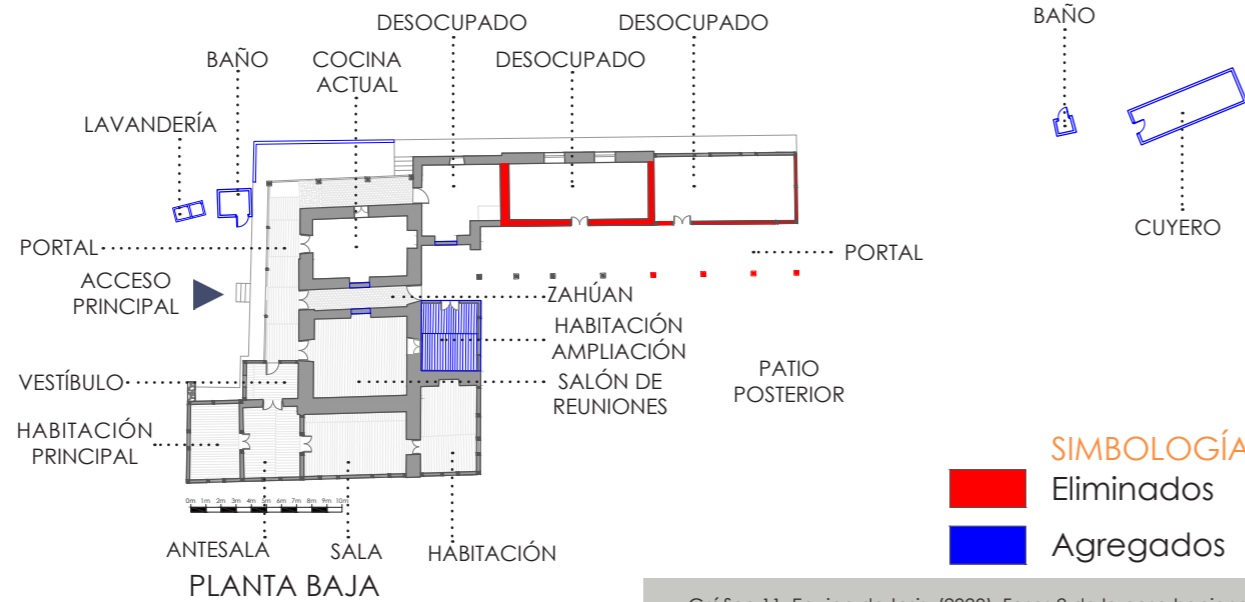 DESOCUPADO
DESOCUPADO
BAÑO
BAÑO
COCINA
ACTUAL
DESOCUPADO
LAVANDERÍA
CUYERO
PORTAL
PORTAL
ACCESO
PRINCIPAL
ZAHÚAN
HABITACIÓN
AMPLIACIÓN
VESTÍBULO
SALÓN DE
REUNIONES
PATIO
POSTERIOR
HABITACIÓN
PRINCIPAL
SIMBOLOGÍA
Eliminados
Agregados
0m 1m 2m 3m 4m 5m 6m 7m 8m 9m 10m
ANTESALA
SALA
HABITACIÓN
PLANTA BAJA